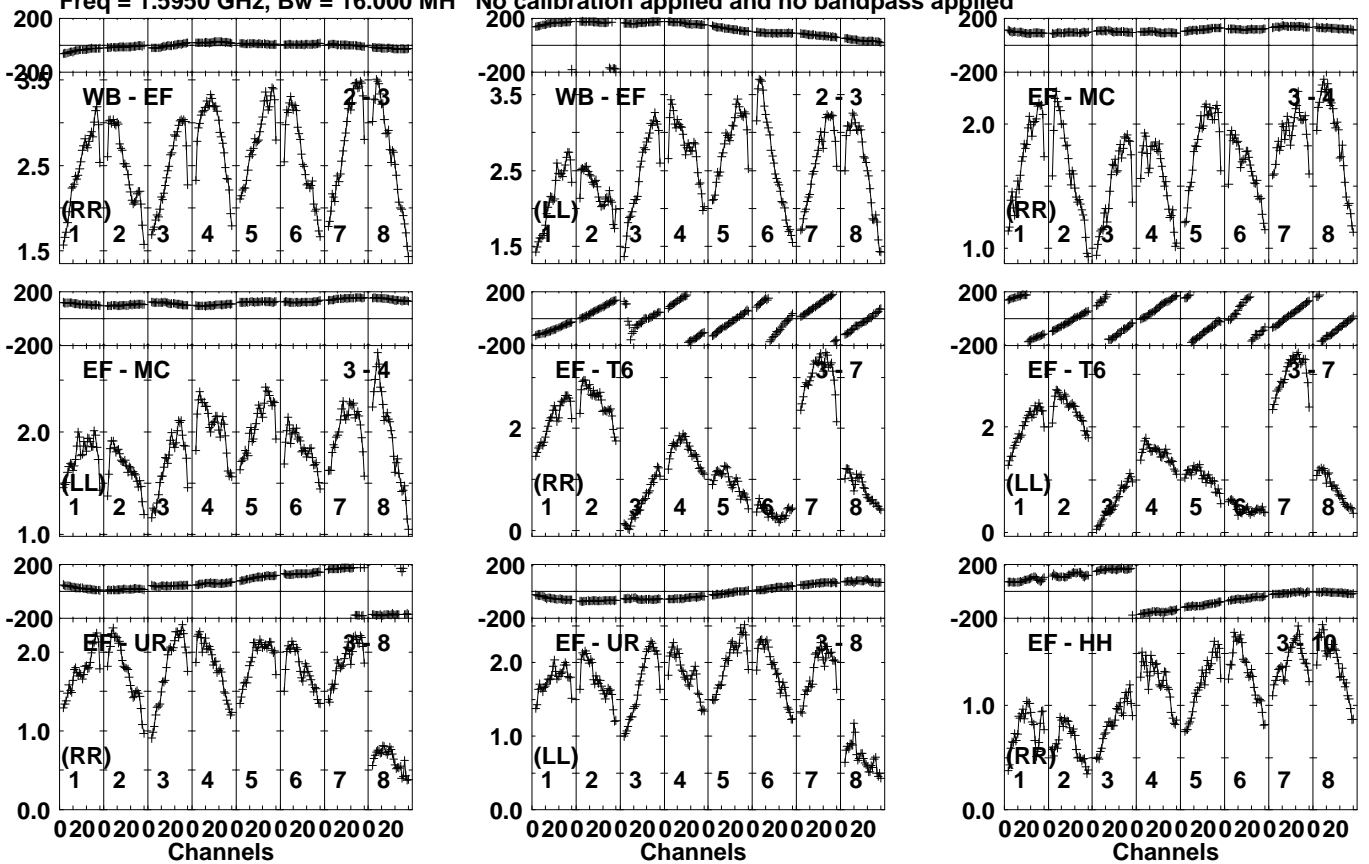 Freq = 1.5950 GHz, Bw = 16.000 MH No calibration applied and no bandpass applied
200 200 200
-200 -200 -200
3.5 WB - EF 2 - 3 3.5 WB - EF 2 - 3 EF - MC 3 - 4
2.0
2.5 2.5
(RR) (LL) (RR)
1 2 3 4 5 6 7 8 1 2 3 4 5 6 7 8 1 2 3 4 5 6 7 8
1.5 1.5 1.0
200 200 200
-200 -200 -200
EF - MC 3 - 4 EF - T6 3 - 7 EF - T6 3 - 7
2.0 2 2
(LL) (RR) (LL)
1 2 3 4 5 6 7 8 1 2 3 4 5 6 7 8 1 2 3 4 5 6 7 8
1.0 0 0
200 200 200
-200 -200 -200
EF - UR 3 - 8 EF - UR 3 - 8 EF - HH 3 - 10
2.0 2.0
1.0 1.0 1.0
(RR) (LL) (RR)
1 2 3 4 5 6 7 8 1 2 3 4 5 6 7 8 1 2 3 4 5 6 7 8
0.0 0.0 0.0
0 20 0 20 0 20 0 20 0 20 0 20 0 20 0 20 0 20 0 20 0 20 0 20 0 20 0 20 0 20 0 20 0 20 0 20 0 20 0 20 0 20 0 20 0 20 0 20
Channels Channels Channels